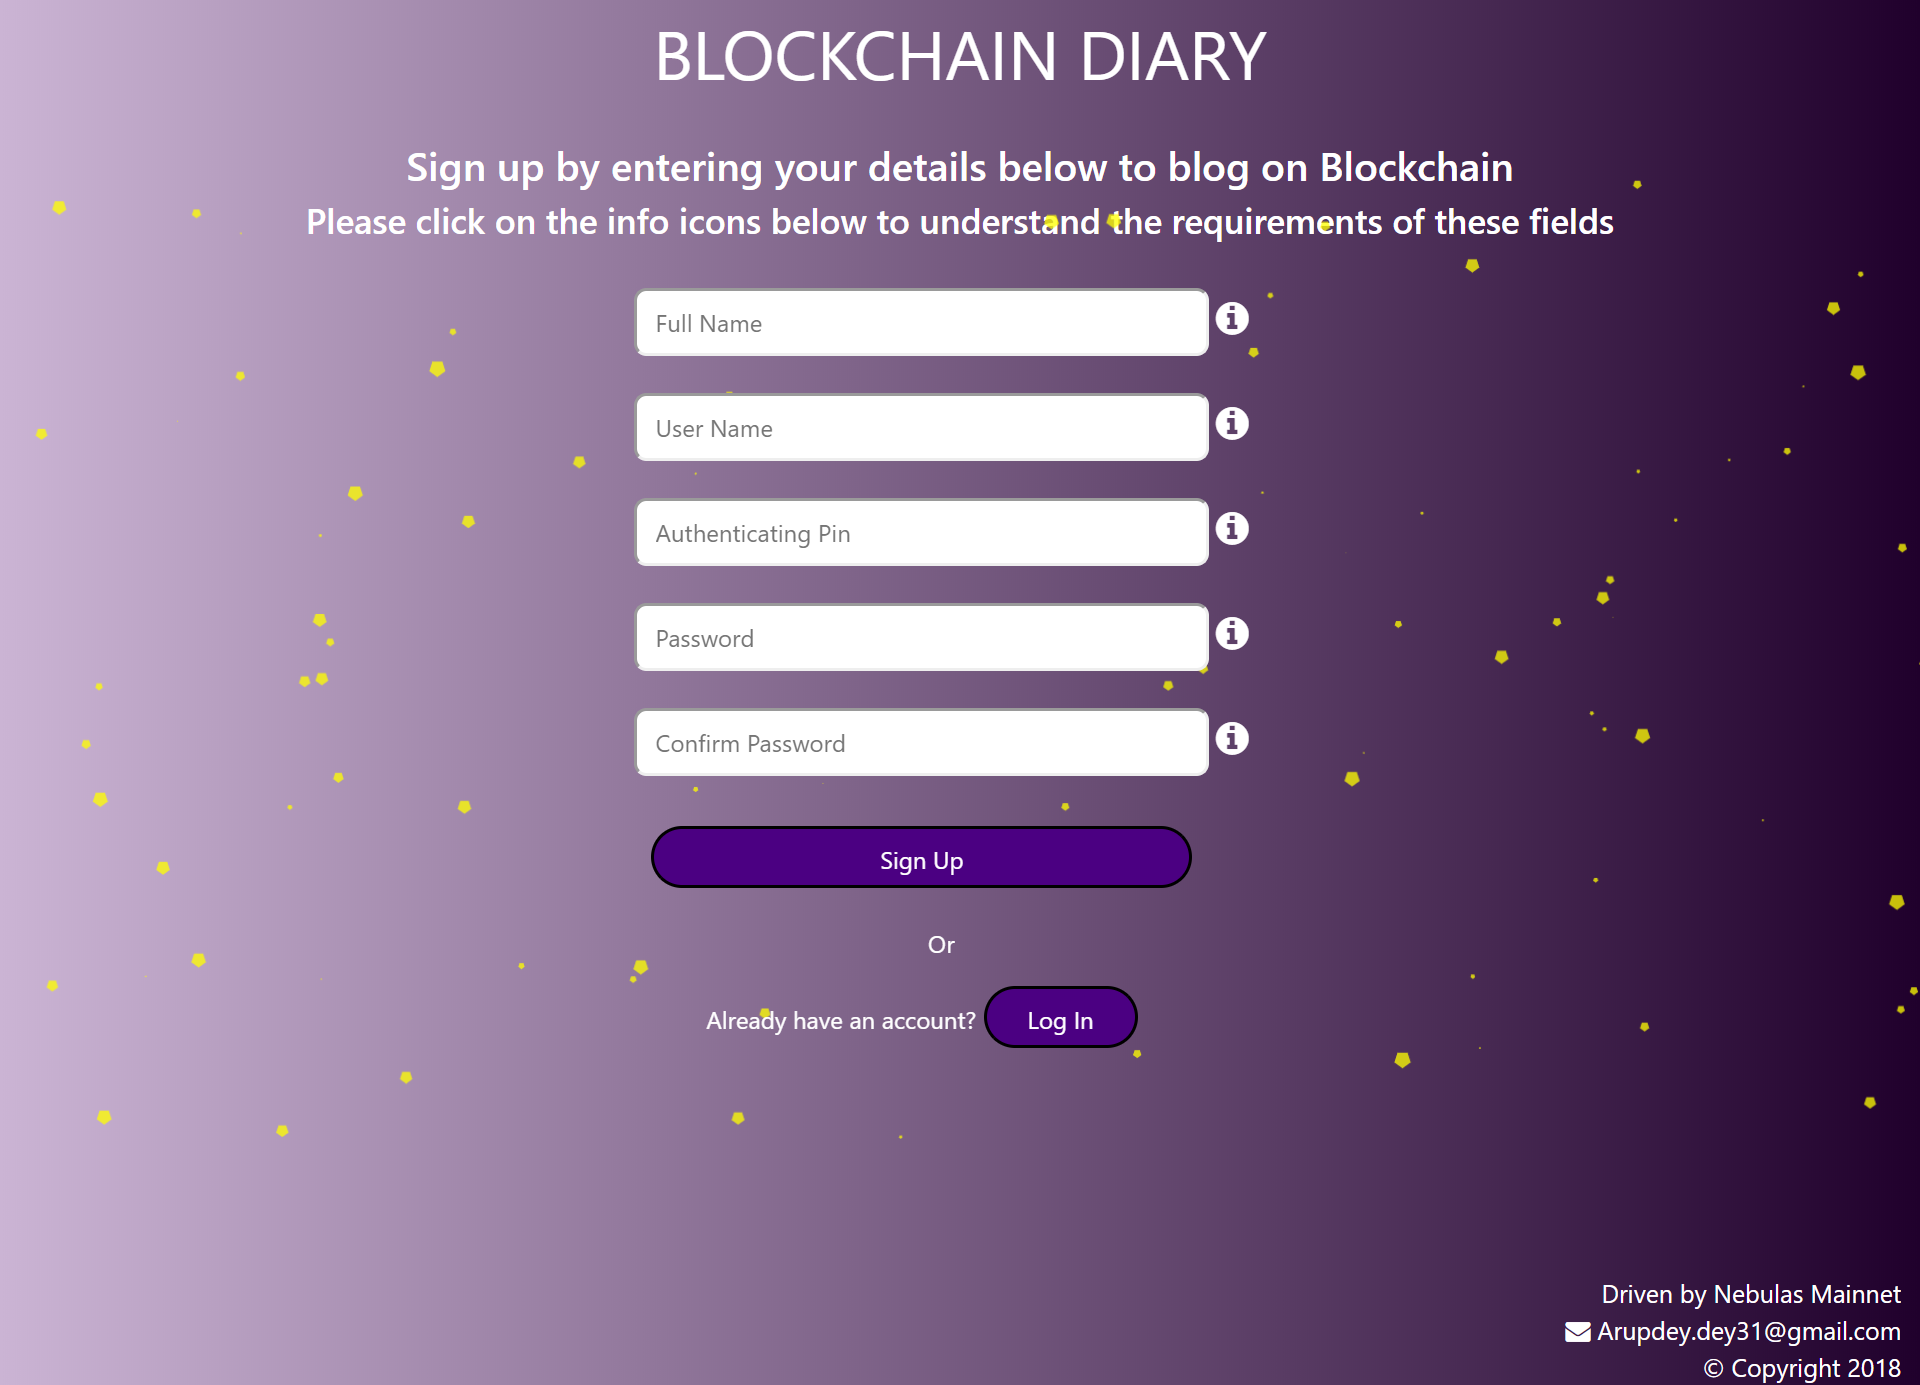 BLOCKCHAIN DIARY
Sign up by entering your details below to blog on Blockchain
Please click on the info icons below to understand the requirements of these fields
Full Name
User Name
Authenticating Pin
Password
Confirm Password
Sign Up
Or
Already have an account? Log In
Driven by Nebulas Mainnet
Arupdey.dey31@gmail.com
© Copyright 2018